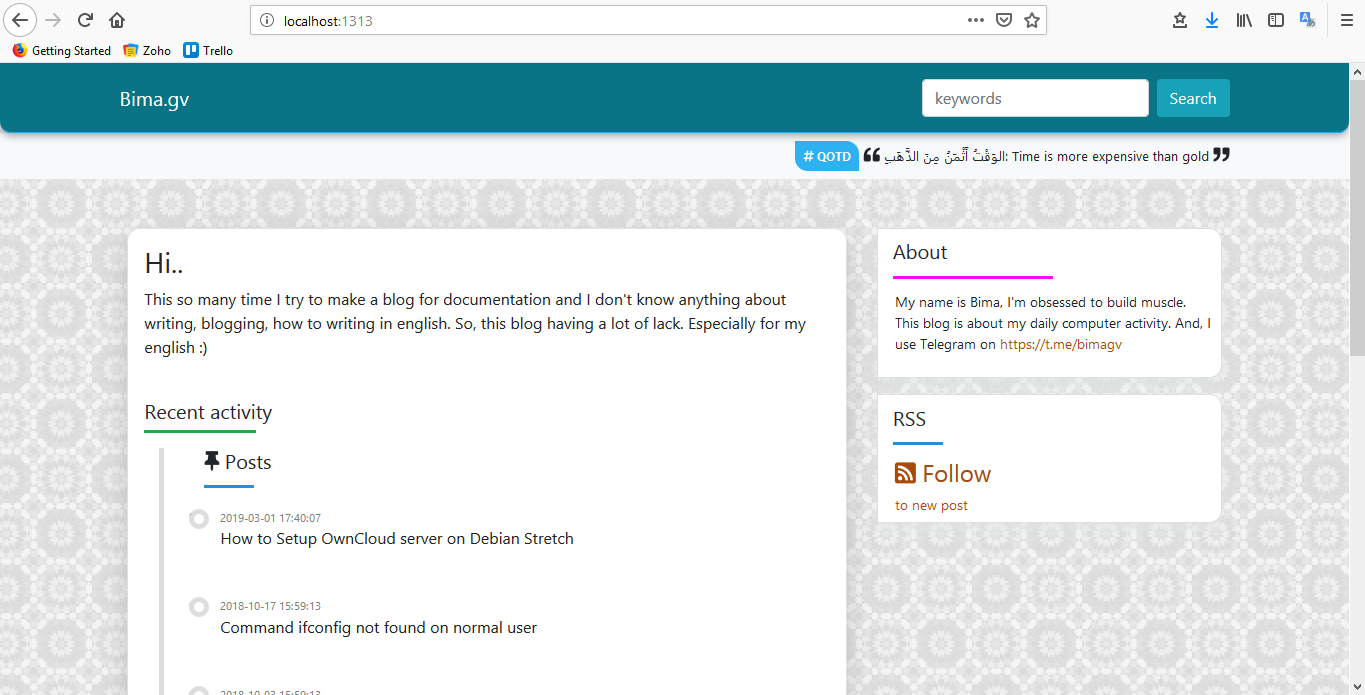 localhost:1313
Getting Started Zoho Trello
Bima.gv
keywords
Search
# QOTD
الوَقْتُ أَثْمَنُ مِنَ الذَّهَبِ: Time is more expensive than gold
Hi..
This so many time I try to make a blog for documentation and I don't know anything about
writing, blogging, how to writing in english. So, this blog having a lot of lack. Especially for my
english :)
Recent activity
Posts
2019-03-01 17:40:07
How to Setup OwnCloud server on Debian Stretch
2018-10-17 15:59:13
Command ifconfig not found on normal user
2018-10-03 15:59:13
About
My name is Bima, I'm obsessed to build muscle.
This blog is about my daily computer activity. And, I
use Telegram on https://t.me/bimagv
RSS
Follow
to new post